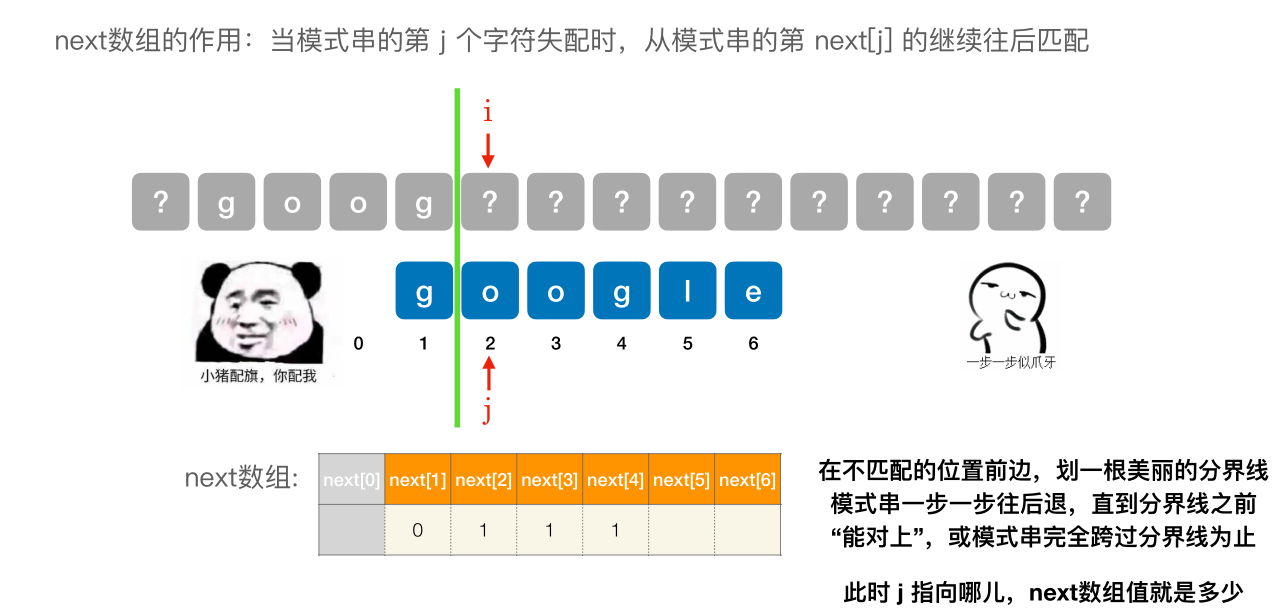 next数组的作用：当模式串的第 j 个字符失配时，从模式串的第 next[j] 的继续往后匹配
i
? g o o g ? ? ? ? ? ? ? ? ? ?
g o o g l e
0 1 2 3 4 5 6
小猪配旗，你配我
一步一步似爪牙
j
next数组:
next[0] next[1] next[2] next[3] next[4] next[5] next[6]
0 1 1 1
在不匹配的位置前边，划一根美丽的分界线
模式串一步一步往后退，直到分界线之前
“能对上”，或模式串完全跨过分界线为止
此时 j 指向哪儿，next数组值就是多少